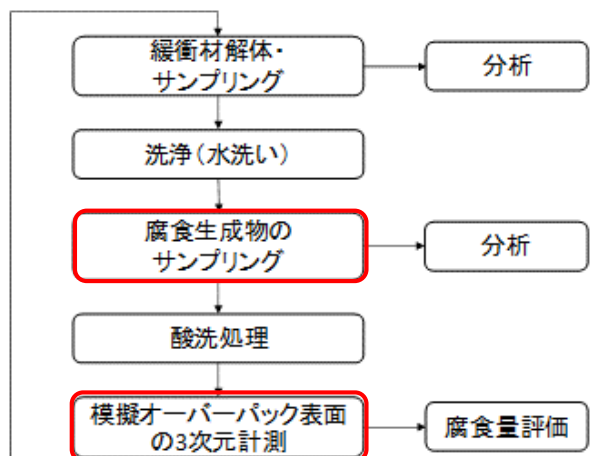 緩衝材解体・
サンプリング
分析
洗浄（水洗い）
腐食生成物の
サンプリング
分析
酸洗処理
模擬オーバーパック表面
の3次元計測
腐食量評価